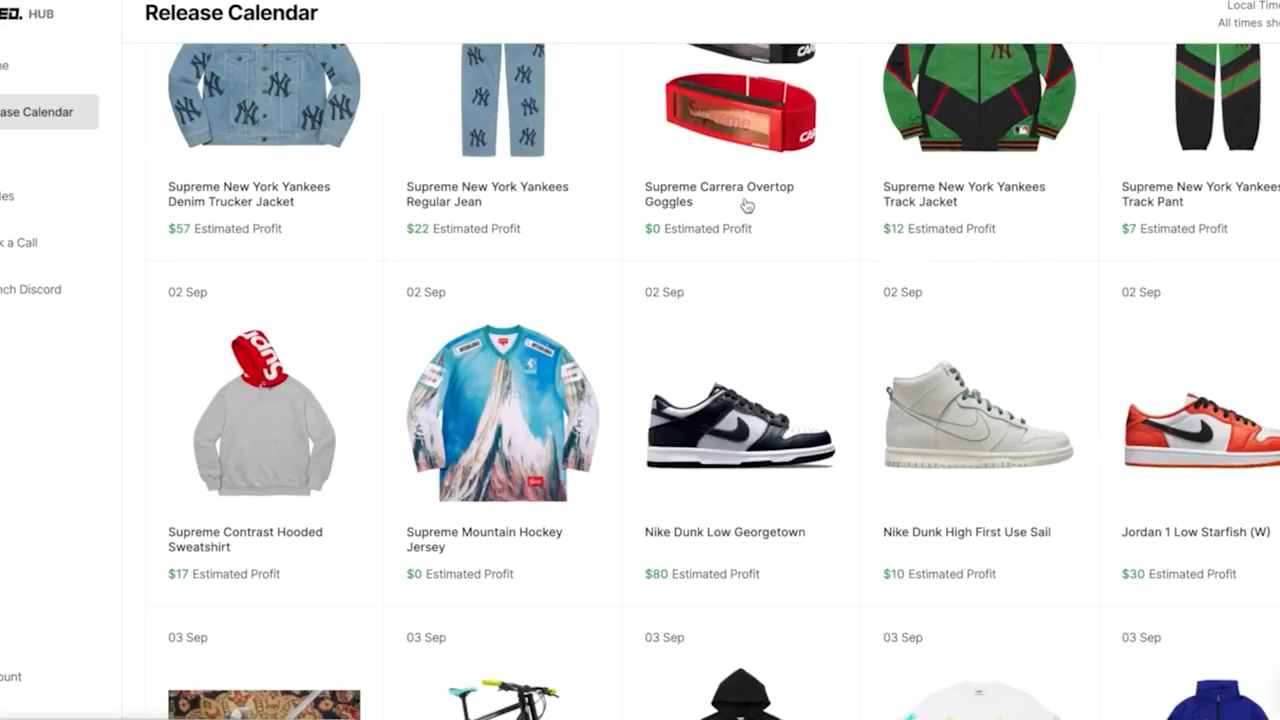 ED. HUB
Release Calendar
Local Time
All times sho
me
ase Calendar
les
k a Call
nch Discord
ount
Supreme New York Yankees
Denim Trucker Jacket
$57 Estimated Profit
Supreme New York Yankees
Regular Jean
$22 Estimated Profit
Supreme
CAR
Supreme Carrera Overtop
Goggles
$0 Estimated Profit
Supreme New York Yankees
Track Jacket
$12 Estimated Profit
Supreme New York Yankees
Track Pant
$7 Estimated Profit
02 Sep
Supreme Contrast Hooded
Sweatshirt
$17 Estimated Profit
02 Sep
Supreme Mountain Hockey
Jersey
$0 Estimated Profit
02 Sep
Nike Dunk Low Georgetown
$80 Estimated Profit
02 Sep
Nike Dunk High First Use Sail
$10 Estimated Profit
02 Sep
Jordan 1 Low Starfish (W)
$30 Estimated Profit
03 Sep
03 Sep
03 Sep
03 Sep
03 Sep